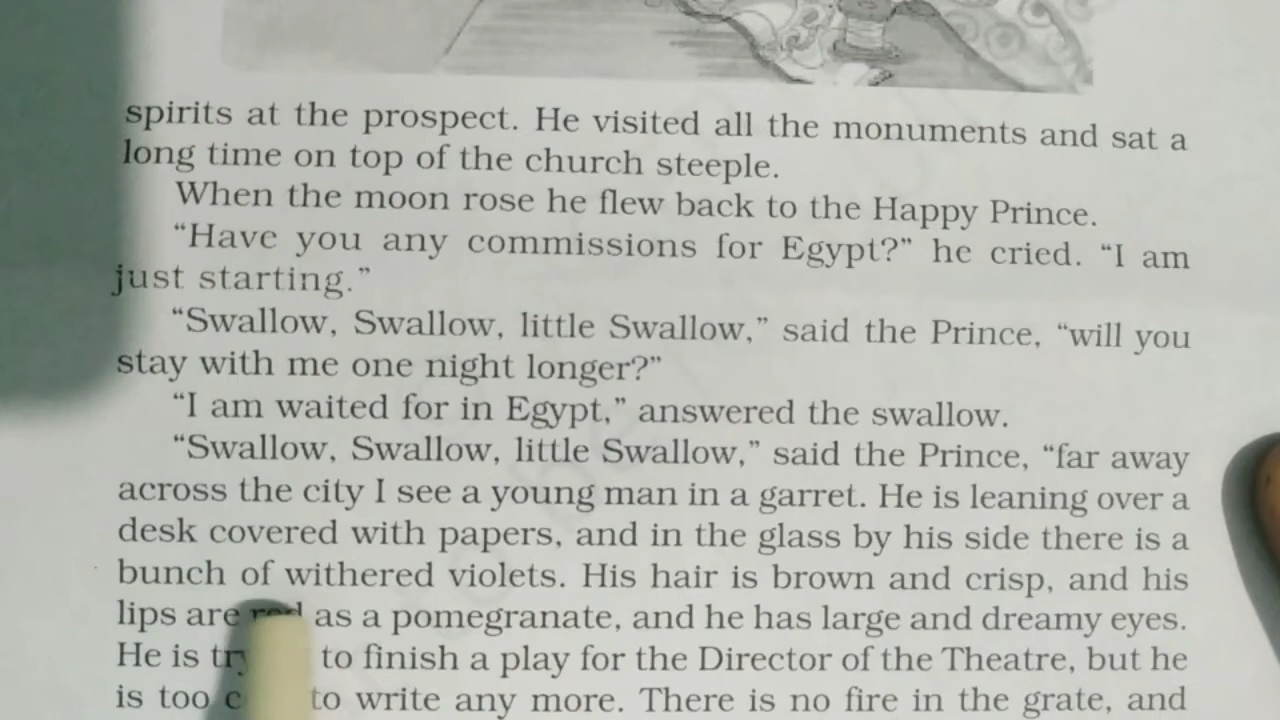 spirits at the prospect. He visited all the monuments and sat a
long time on top of the church steeple.
When the moon rose he flew back to the Happy Prince.
“Have you any commissions for Egypt?” he cried. “I am
just starting.”
“Swallow, Swallow, little Swallow,” said the Prince, “will you
stay with me one night longer?”
“I am waited for in Egypt,” answered the swallow.
“Swallow, Swallow, little Swallow,” said the Prince, “far away
across the city I see a young man in a garret. He is leaning over a
desk covered with papers, and in the glass by his side there is a
bunch of withered violets. His hair is brown and crisp, and his
lips are red as a pomegranate, and he has large and dreamy eyes.
He is to finish a play for the Director of the Theatre, but he
is too to write any more. There is no fire in the grate, and